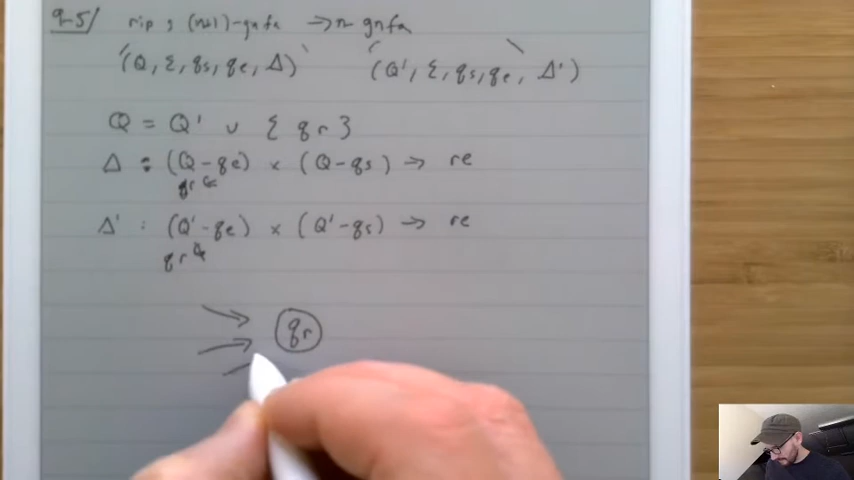 9-5/ rip : (n+1)-gnfa → n gnfa
(Q, Σ, qs, qe, Δ) (Q', Σ, qs, qe, Δ')
Q = Q' ∪ { qr }
Δ : (Q - qe) × (Q - qs) → re
qr ∈
Δ' : (Q' - qe) × (Q' - qs) → re
qr ∉
qr